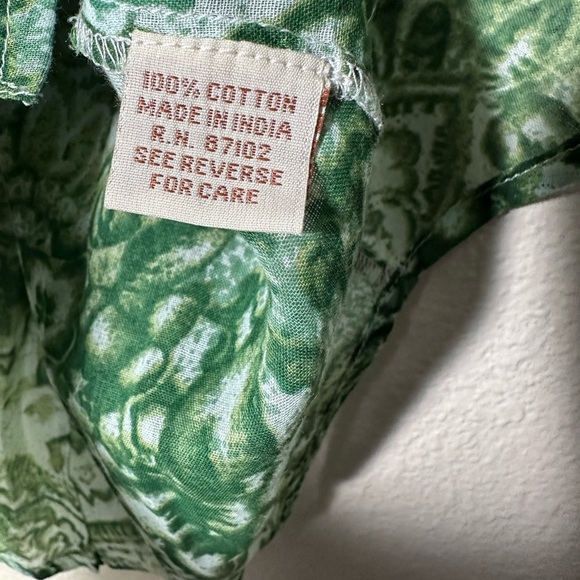 100% COTTON
MADE IN INDIA
R.N. 87102
SEE REVERSE
FOR CARE